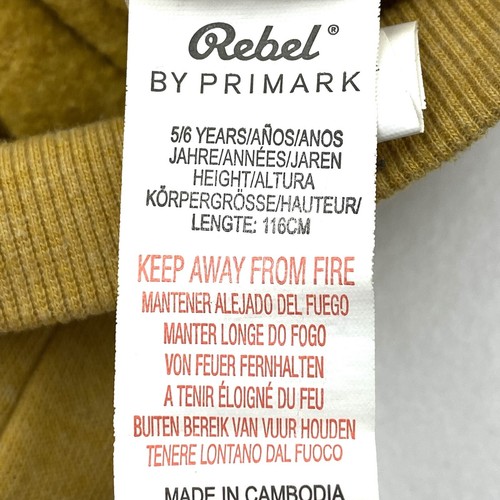 Rebel®
BY PRIMARK
5/6 YEARS/AÑOS/ANOS
JAHRE/ANNÉES/JAREN
HEIGHT/ALTURA
KÖRPERGRÖSSE/HAUTEUR/
LENGTE: 116CM
KEEP AWAY FROM FIRE
MANTENER ALEJADO DEL FUEGO
MANTER LONGE DO FOGO
VON FEUER FERNHALTEN
A TENIR ÉLOIGNÉ DU FEU
BUITEN BEREIK VAN VUUR HOUDEN
TENERE LONTANO DAL FUOCO
MADE IN CAMBODIA